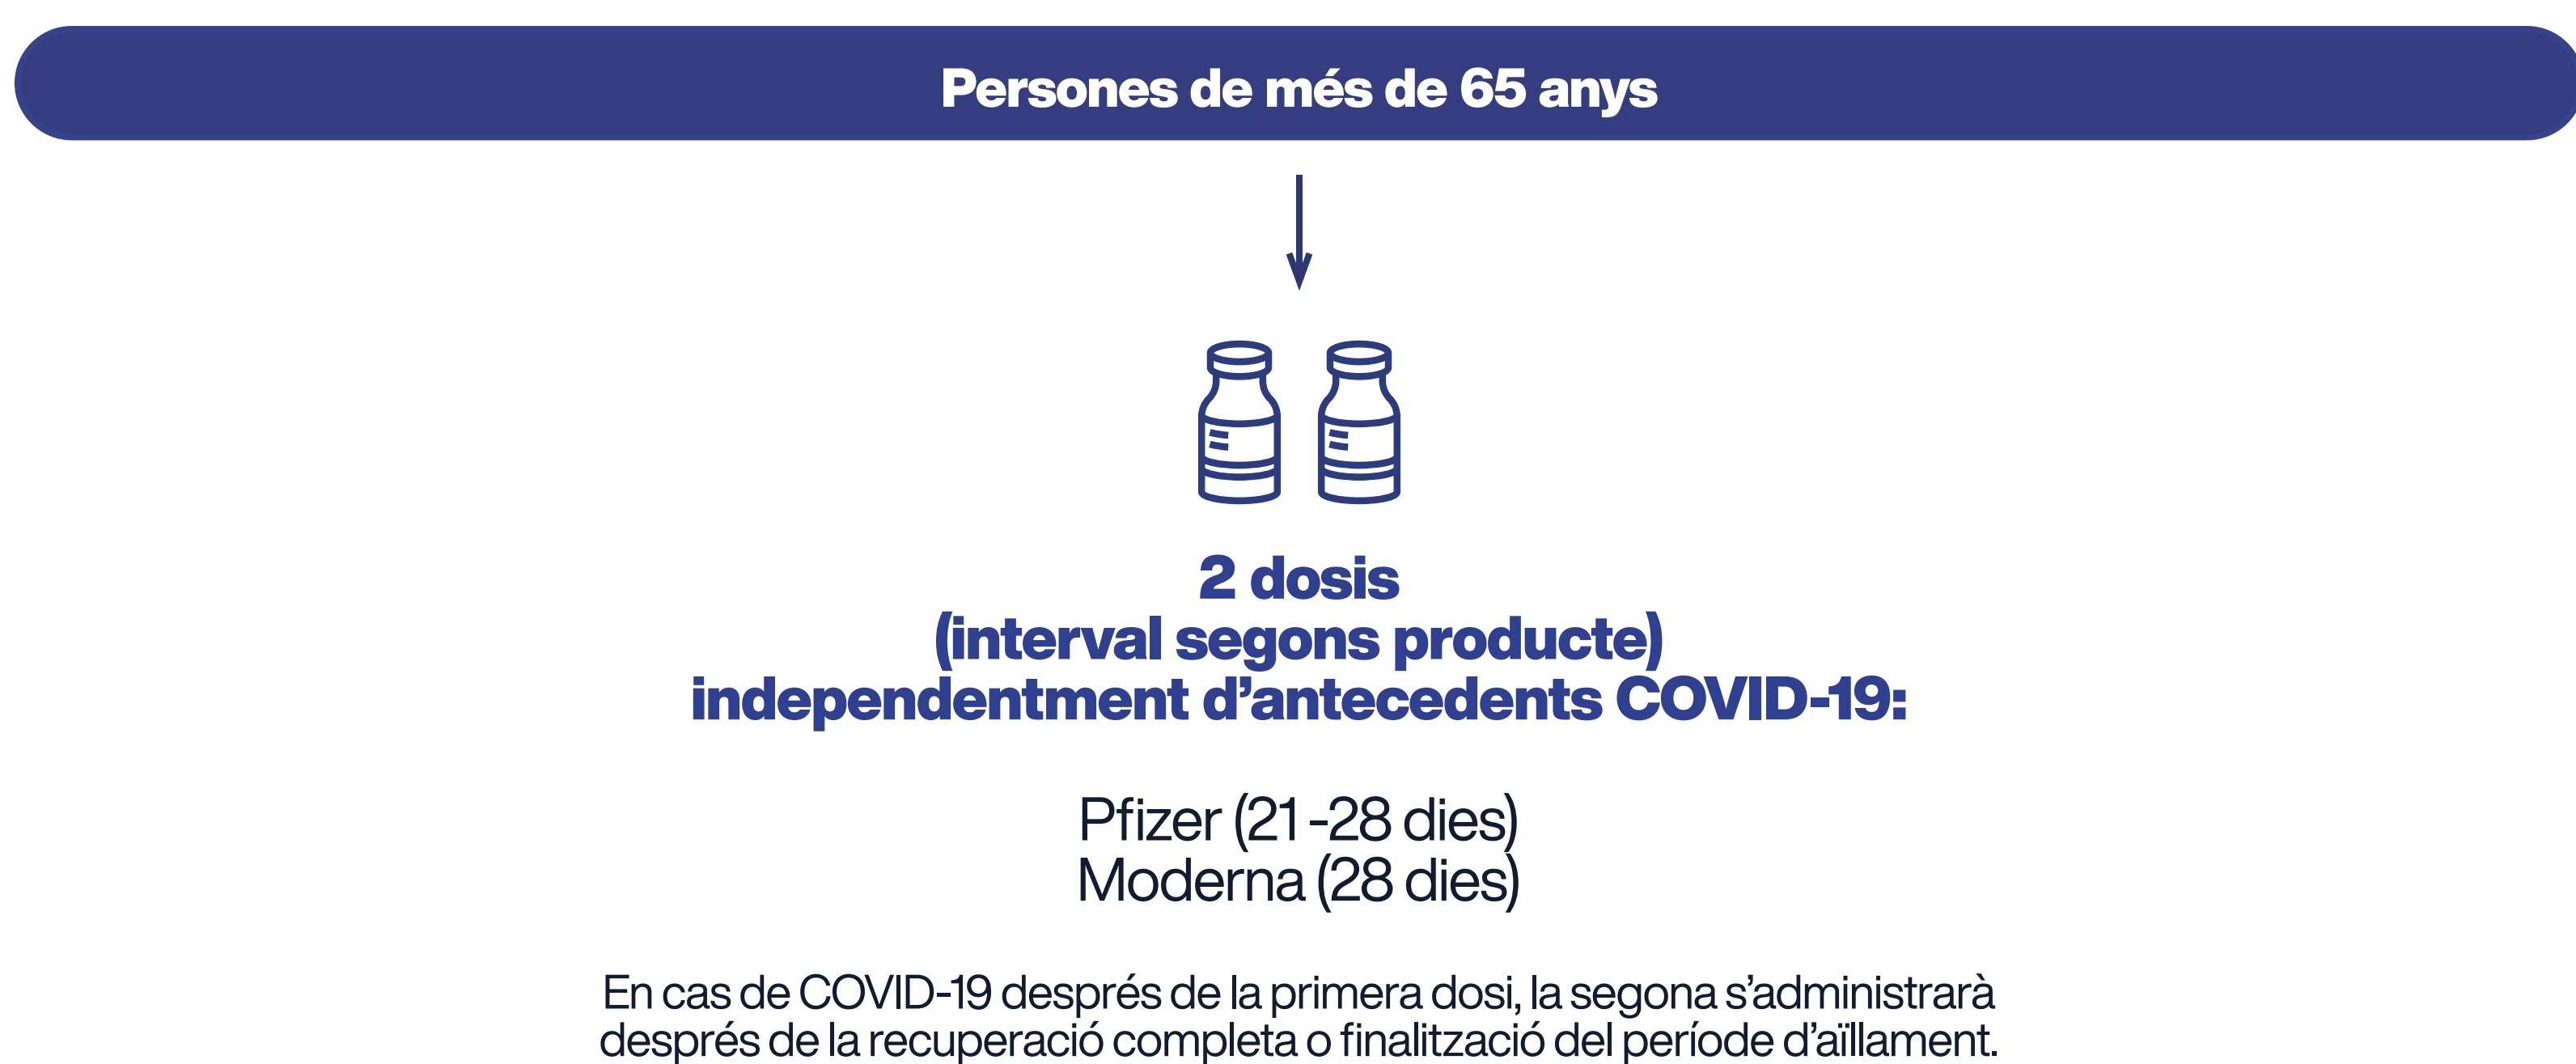 Persones de més de 65 anys
2 dosis
(interval segons producte)
independentment d’antecedents COVID-19:
Pfizer (21-28 dies)
Moderna (28 dies)
En cas de COVID-19 després de la primera dosi, la segona s’administrarà
després de la recuperació completa o finalització del període d’aïllament.